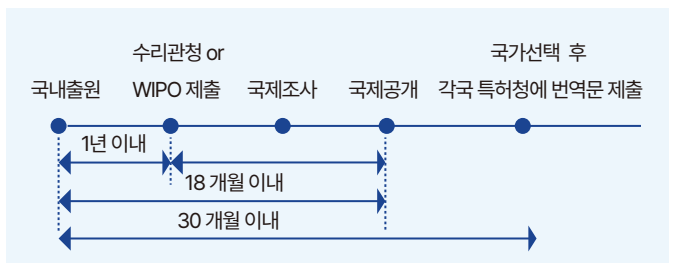 수리관청 or
국가선택 후
국내출원
WIPO 제출
국제조사
국제공개
각국 특허청에 번역문 제출
1년 이내
18 개월 이내
30 개월 이내